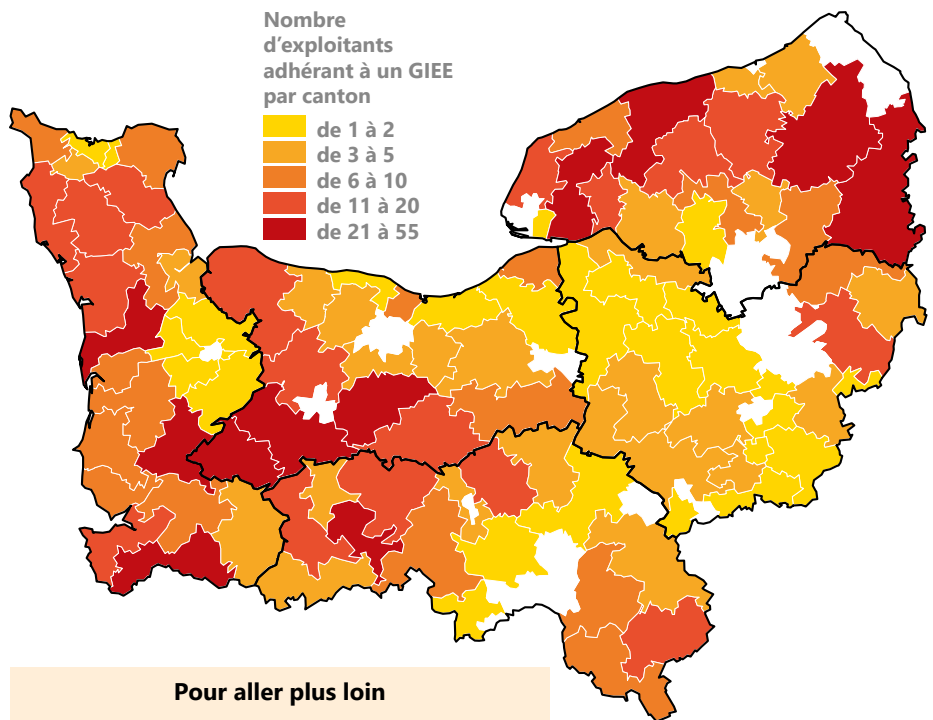 Nombre
d'exploitants
adhérant à un GIEE
par canton
de 1 à 2
de 3 à 5
de 6 à 10
de 11 à 20
de 21 à 55
Pour aller plus loin